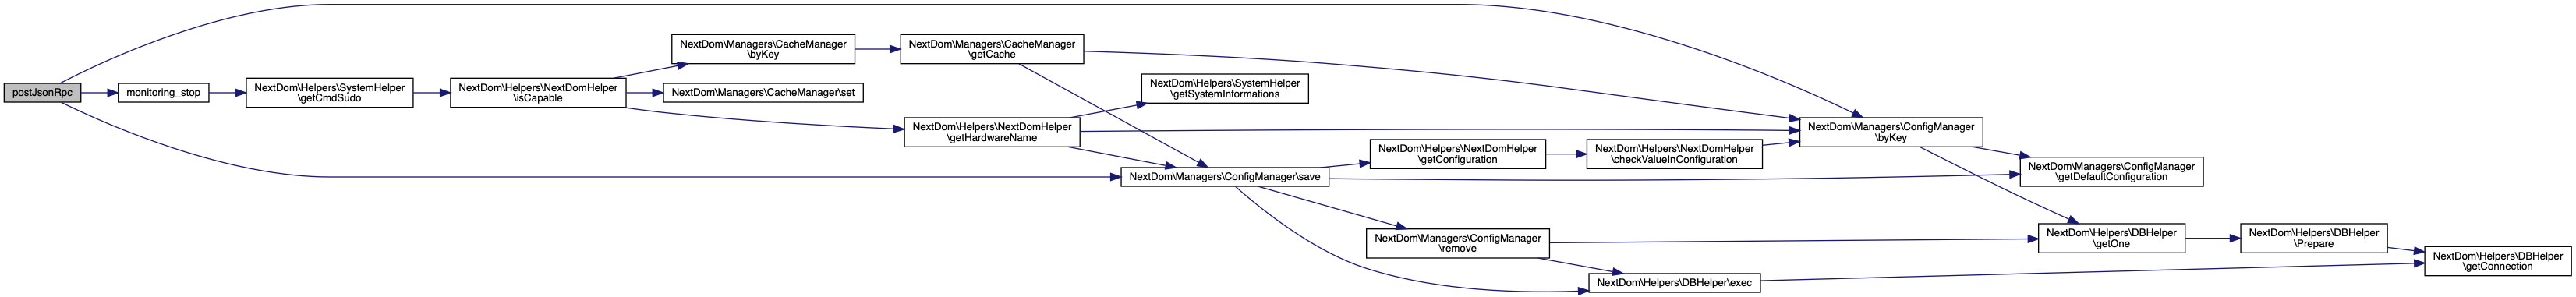 postJsonRpc
monitoring_stop
NextDom\Helpers\SystemHelper
\getCmdSudo
NextDom\Helpers\NextDomHelper
\isCapable
NextDom\Managers\CacheManager
\byKey
NextDom\Managers\CacheManager\set
NextDom\Managers\CacheManager
\getCache
NextDom\Helpers\NextDomHelper
\getHardwareName
NextDom\Helpers\SystemHelper
\getSystemInformations
NextDom\Managers\ConfigManager\save
NextDom\Helpers\NextDomHelper
\getConfiguration
NextDom\Helpers\NextDomHelper
\checkValueInConfiguration
NextDom\Managers\ConfigManager
\remove
NextDom\Helpers\DBHelper\exec
NextDom\Managers\ConfigManager
\byKey
NextDom\Managers\ConfigManager
\getDefaultConfiguration
NextDom\Helpers\DBHelper
\getOne
NextDom\Helpers\DBHelper
\Prepare
NextDom\Helpers\DBHelper
\getConnection